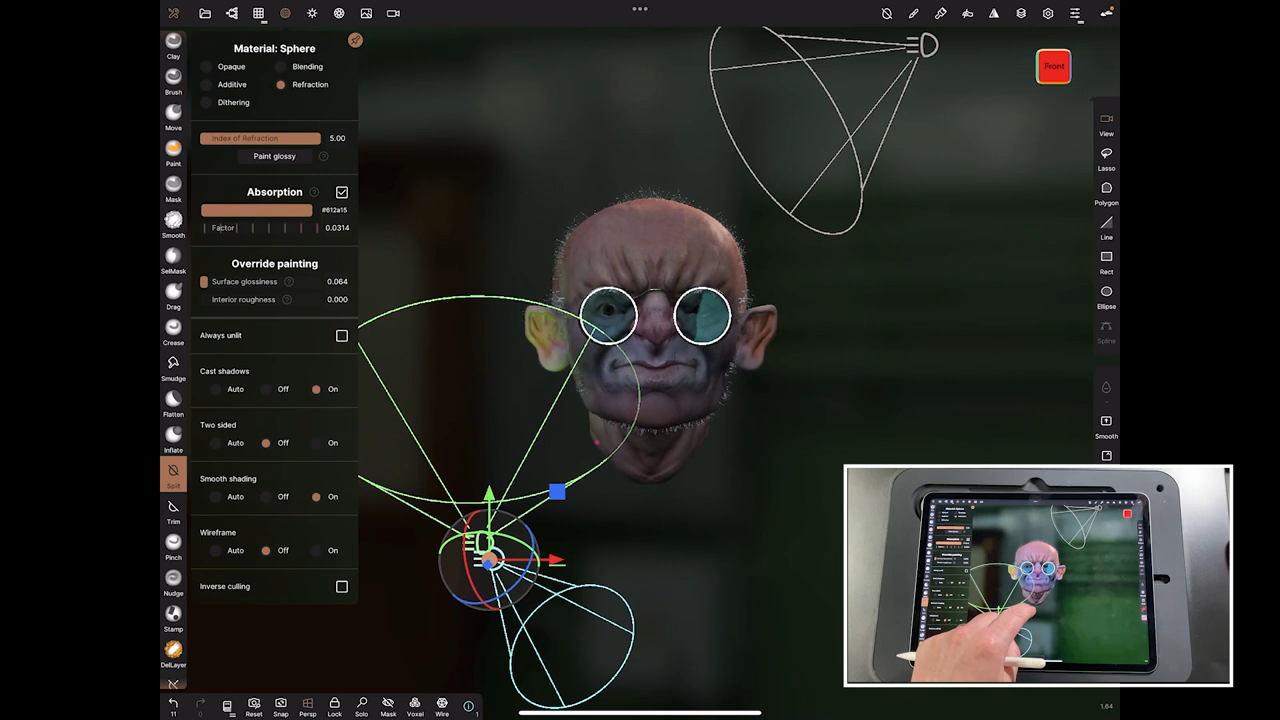 Material: Sphere
Opaque
Blending
Additive
Refraction
Dithering
Index of Refraction 5.00
Paint glossy ?
Absorption ?
#612a15
Factor 0.0314
Override painting
Surface glossiness ? 0.064
Interior roughness ? 0.000
Always unlit
Cast shadows
Auto Off On
Two sided
Auto Off On
Smooth shading
Auto Off On
Wireframe
Auto Off On
Inverse culling
Clay
Brush
Move
Paint
Mask
Smooth
SelMask
Drag
Crease
Smudge
Flatten
Inflate
Split
Trim
Pinch
Nudge
Stamp
DelLayer
Front
View
Lasso
Polygon
Line
Rect
Ellipse
Spline
Smooth
11
0
Reset
Snap
Persp
Lock
Solo
Mask
Voxel
Wire
1
1.64